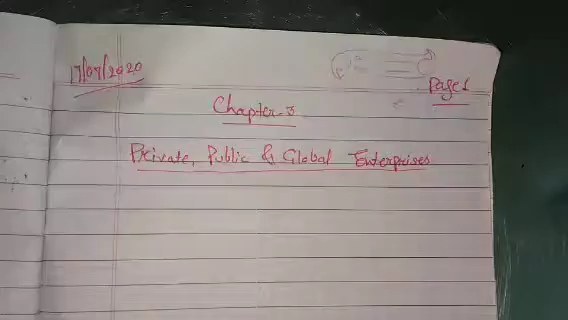 17/07/2020
Page 1
Chapter-3
Private, Public & Global Enterprises